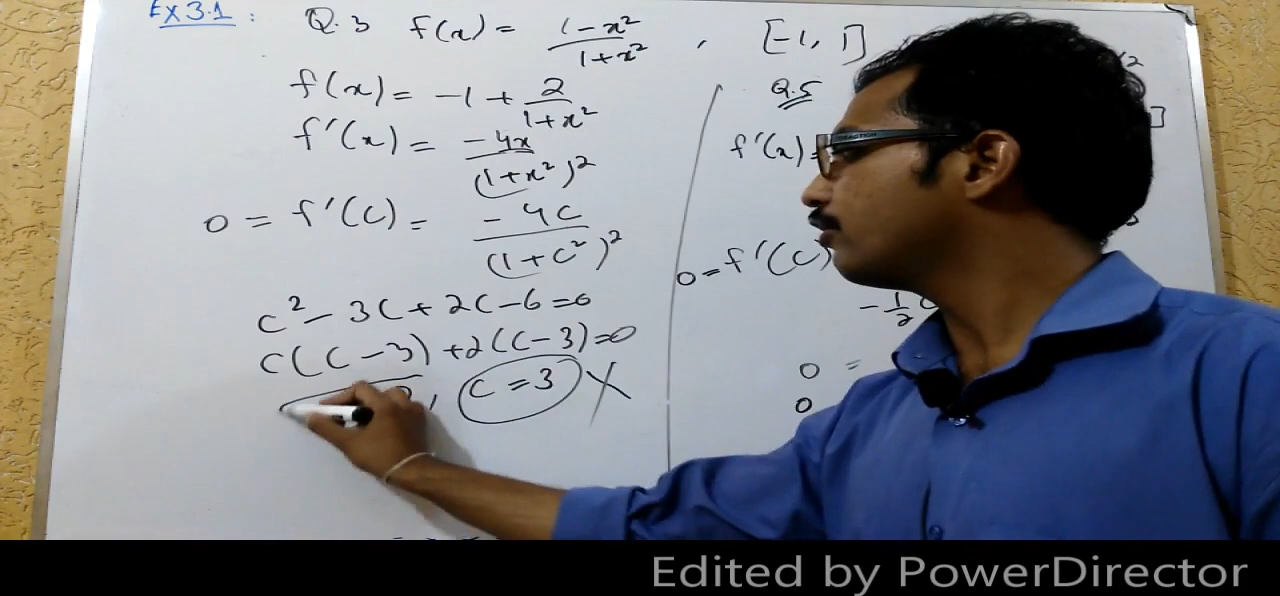 Ex 3.1 : Q.3 f(x) = (1-x²)/(1+x²) , [-1, 1]
f(x) = -1 + 2/(1+x²)
f'(x) = -4x/(1+x²)²
0 = f'(c) = -4c/(1+c²)²
c² - 3c + 2c - 6 = 0
c(c-3) + 2(c-3) = 0
, c = 3 X
Q.5
f'(x) =
0 = f'(c)
-1/2 c
0 =
0
Edited by PowerDirector